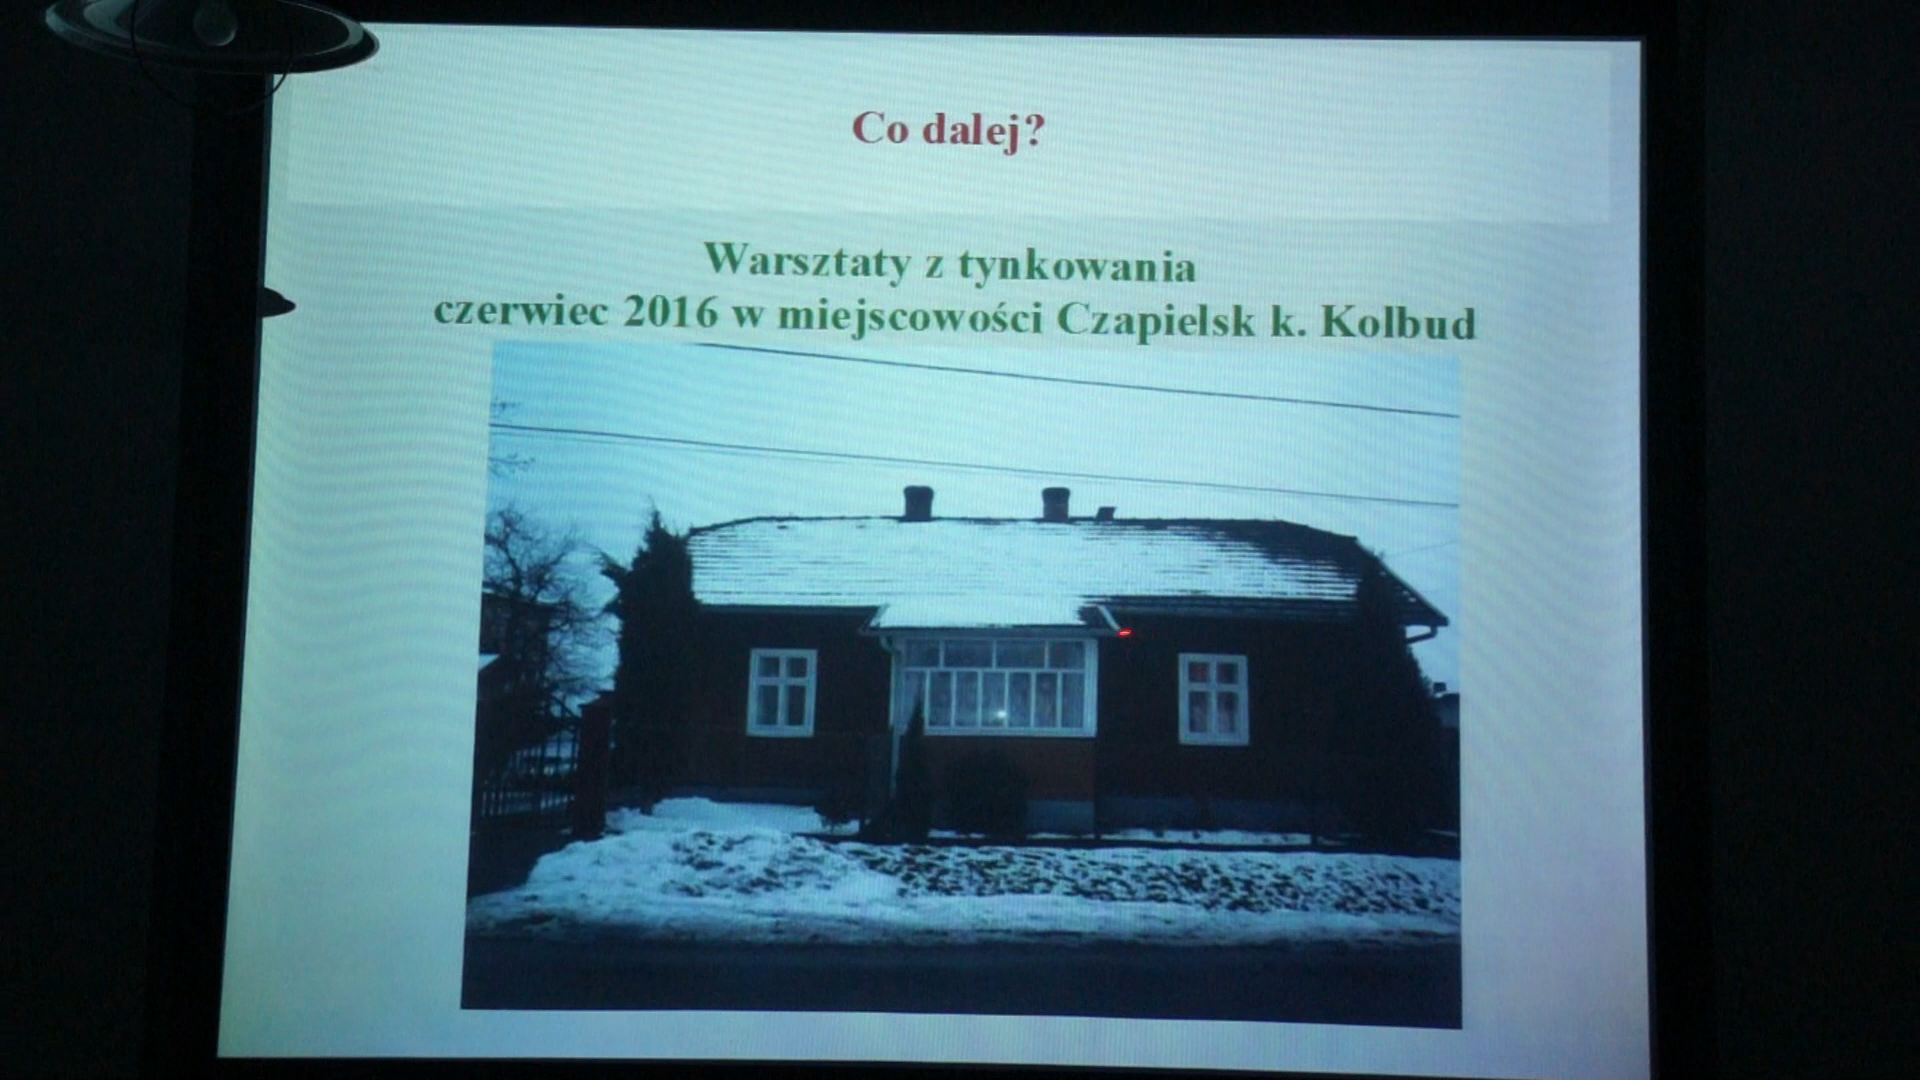 Co dalej?
Warsztaty z tynkowania
czerwiec 2016 w miejscowości Czapielsk k. Kolbud